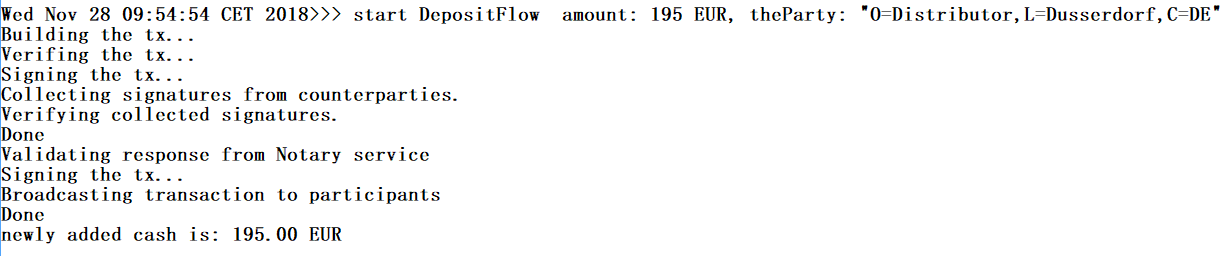 Wed Nov 28 09:54:54 CET 2018>>> start DepositFlow  amount: 195 EUR, theParty: "O=Distributor,L=Dusserdorf,C=DE"
Building the tx...
Verifing the tx...
Signing the tx...
Collecting signatures from counterparties.
Verifying collected signatures.
Done
Validating response from Notary service
Signing the tx...
Broadcasting transaction to participants
Done
newly added cash is: 195.00 EUR